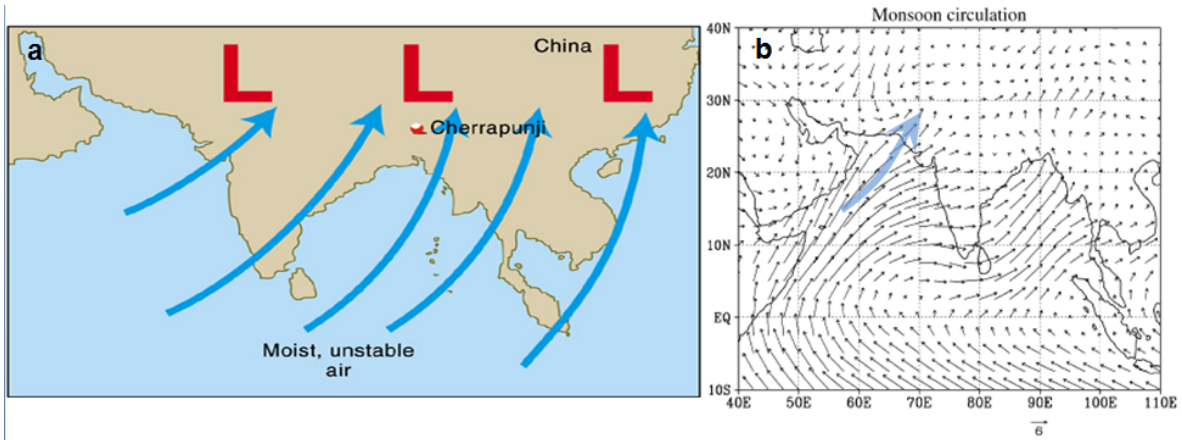 a
China
L
L
L
Cherrapunji
Moist, unstable
air
Monsoon circulation
b
40N
30N
20N
10N
EQ
10S
40E
50E
60E
70E
80E
90E
100E
110E
6